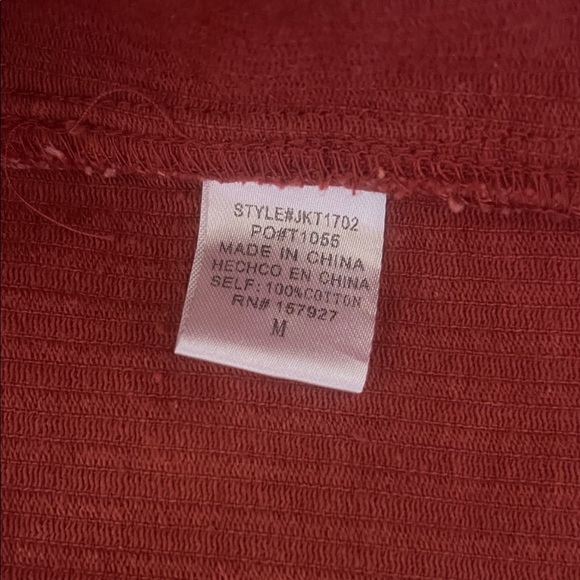 STYLE#JKT1702
PO#T1055
MADE IN CHINA
HECHCO EN CHINA
SELF: 100%COTTON
RN# 157927
M